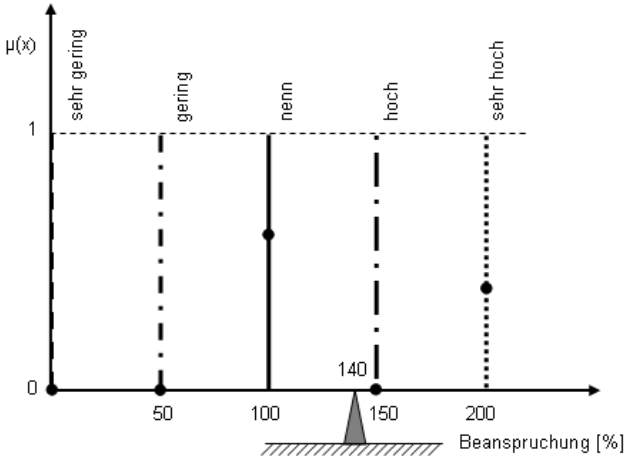 μ(x)
sehr gering
gering
nenn
hoch
sehr hoch
1
140
0
50
100
150
200
Beanspruchung [%]